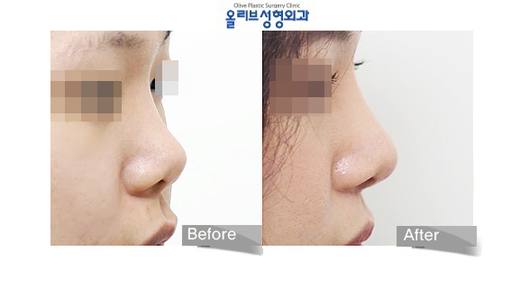 Olive Plastic Surgery Clinic
올리브성형외과
Before
After